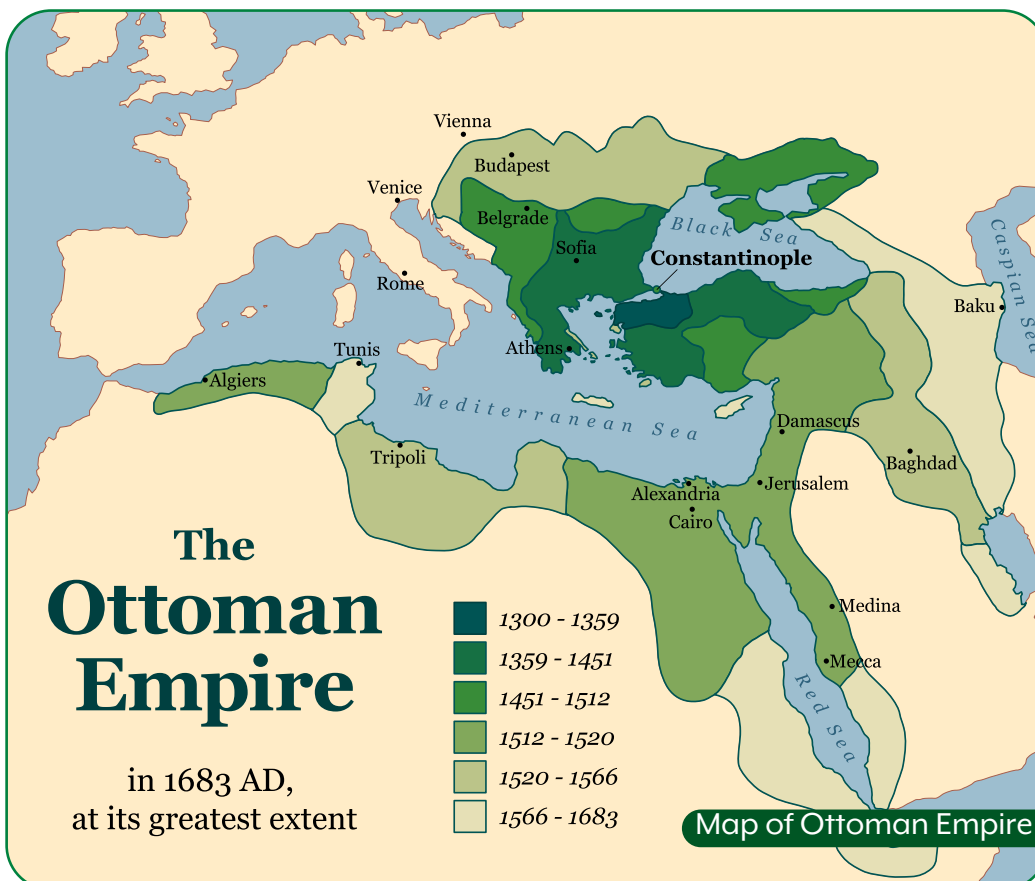 Vienna
Budapest
Venice
Belgrade
Black Sea
Caspian Sea
Sofia
Constantinople
Rome
Baku
Athens
Tunis
Algiers
Mediterranean Sea
Damascus
Tripoli
Baghdad
Jerusalem
Alexandria
Cairo
The
Ottoman
Empire
in 1683 AD,
at its greatest extent
1300 - 1359
1359 - 1451
1451 - 1512
1512 - 1520
1520 - 1566
1566 - 1683
Medina
Mecca
Red Sea
Map of Ottoman Empire